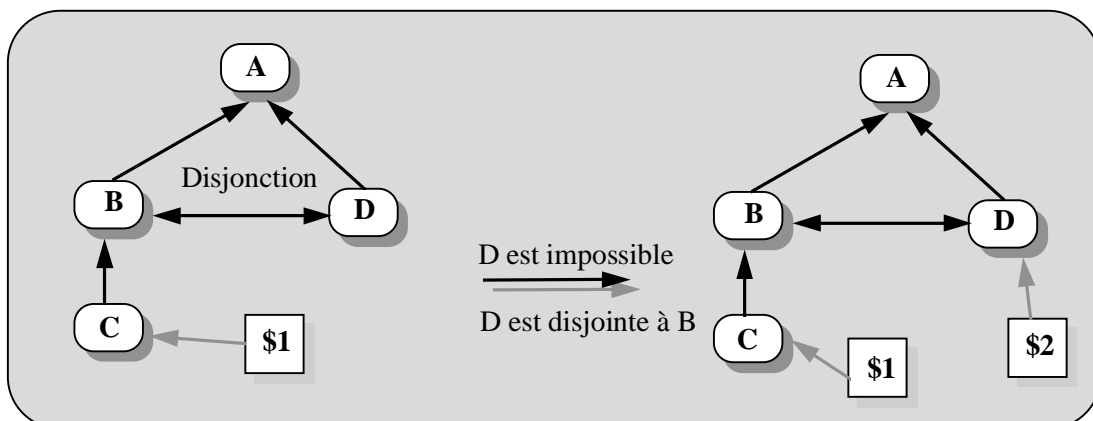 A
Disjonction
B
D
C
$1
D est impossible
D est disjointe à B
A
B
D
C
$1
$2